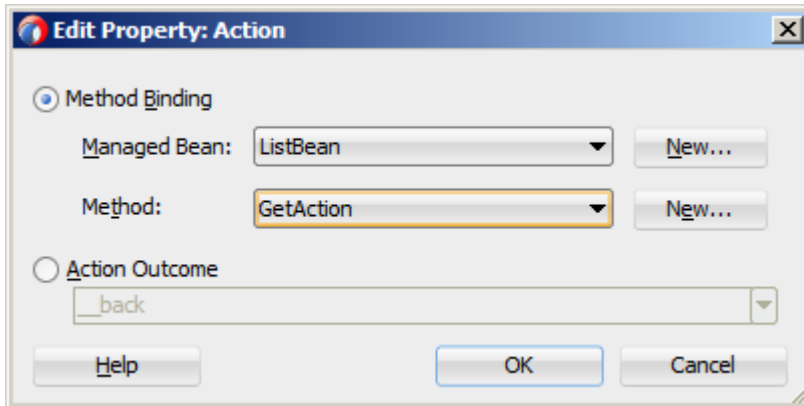 Edit Property: Action
Method Binding
Managed Bean: ListBean New...
Method: GetAction New...
Action Outcome
__back
Help OK Cancel